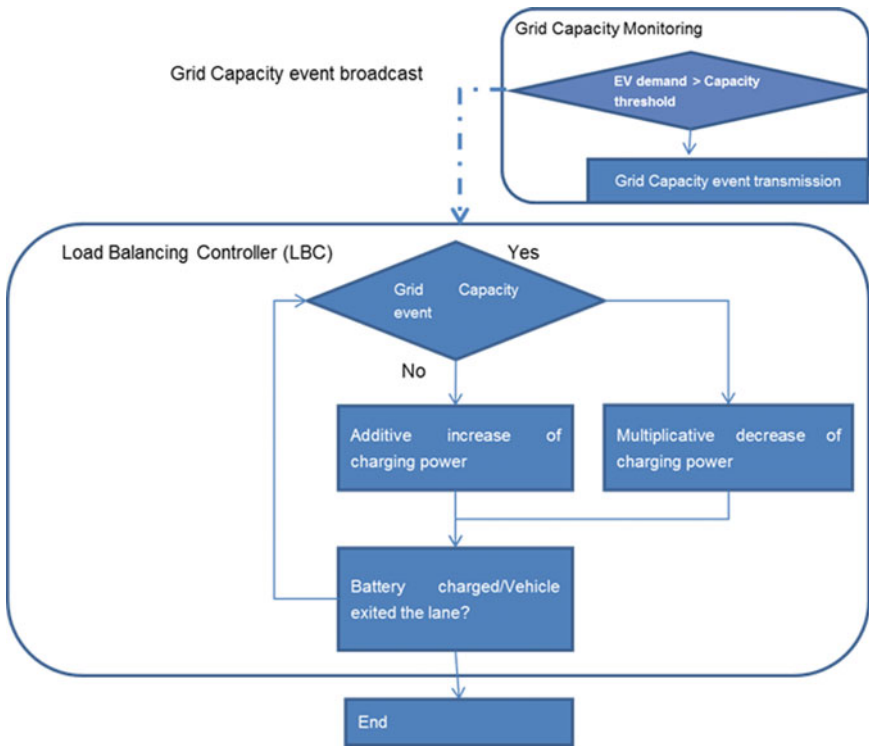 Grid Capacity Monitoring
EV demand > Capacity
threshold
Grid Capacity event broadcast
Grid Capacity event transmission
Load Balancing Controller (LBC)
Yes
Grid Capacity
event
No
Additive increase of
charging power
Multiplicative decrease of
charging power
Battery charged/Vehicle
exited the lane?
End